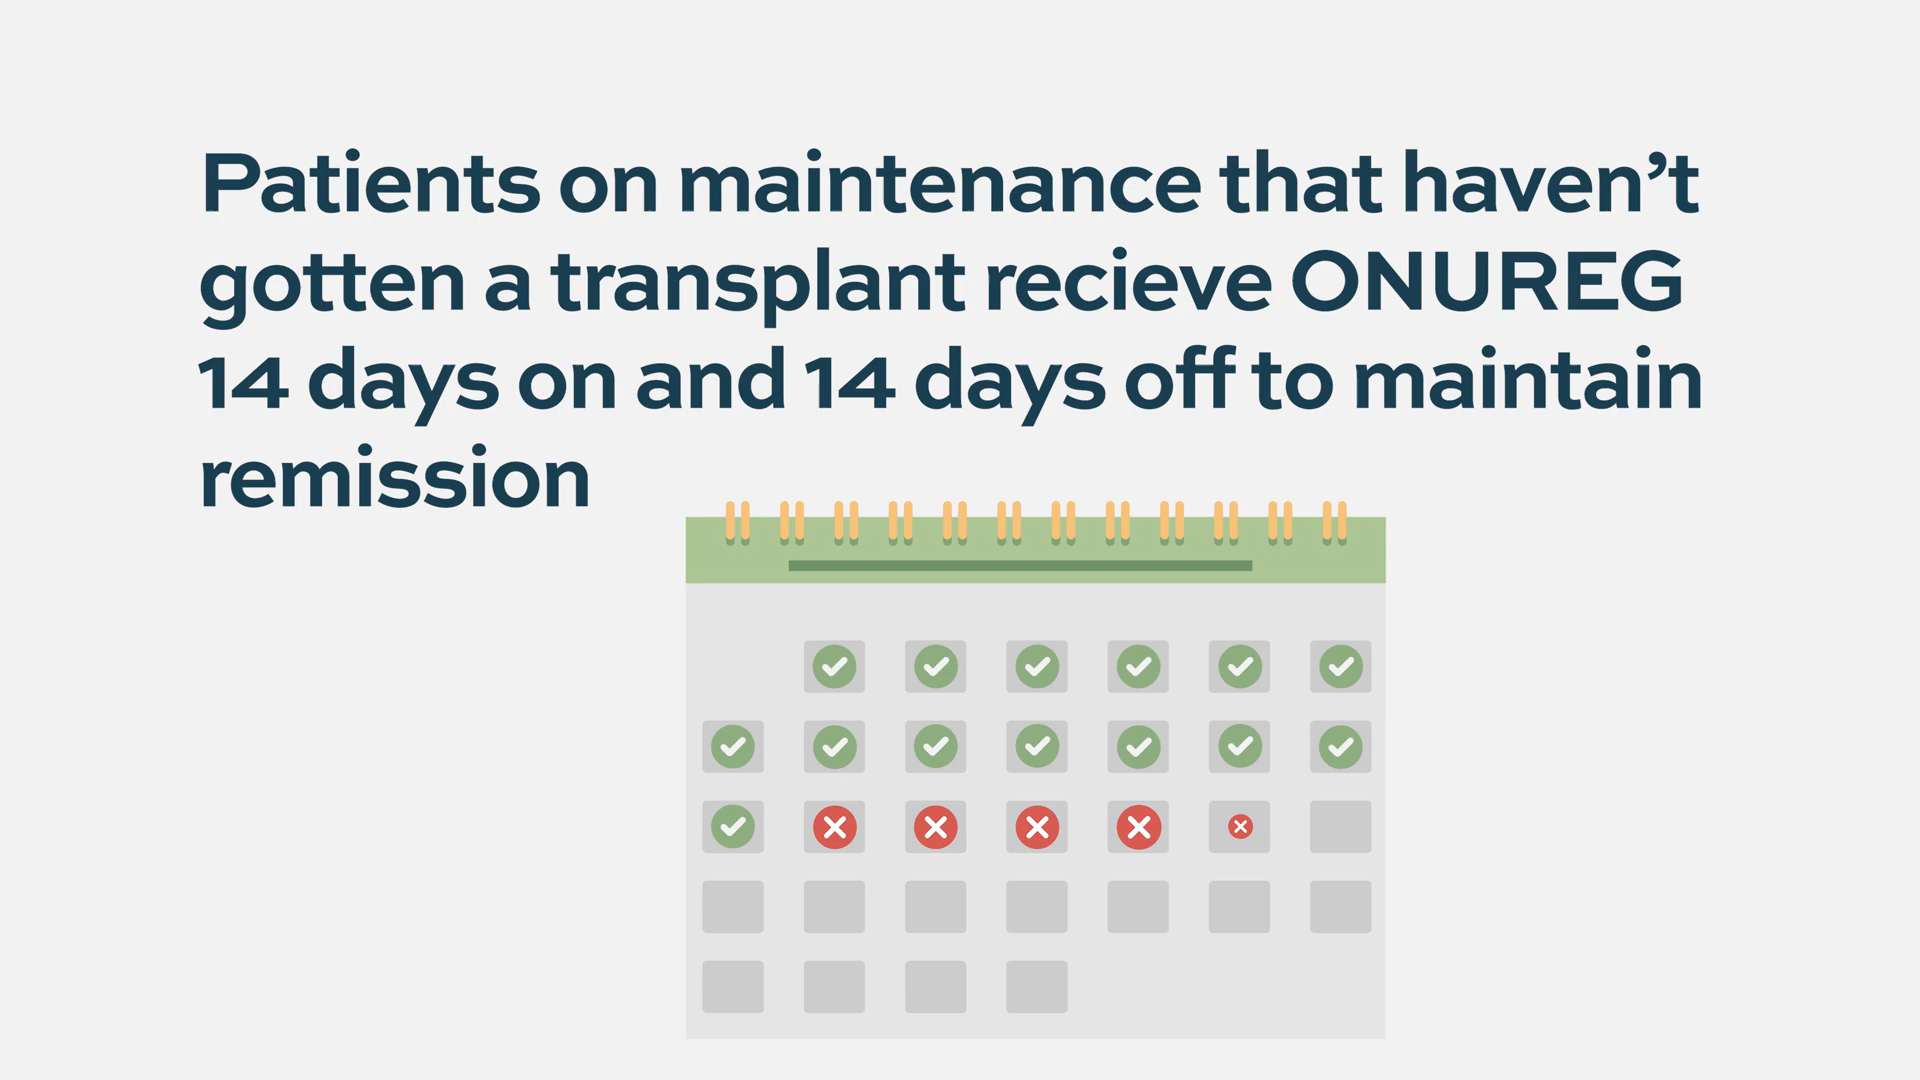 Patients on maintenance that haven’t
gotten a transplant recieve ONUREG
14 days on and 14 days off to maintain
remission